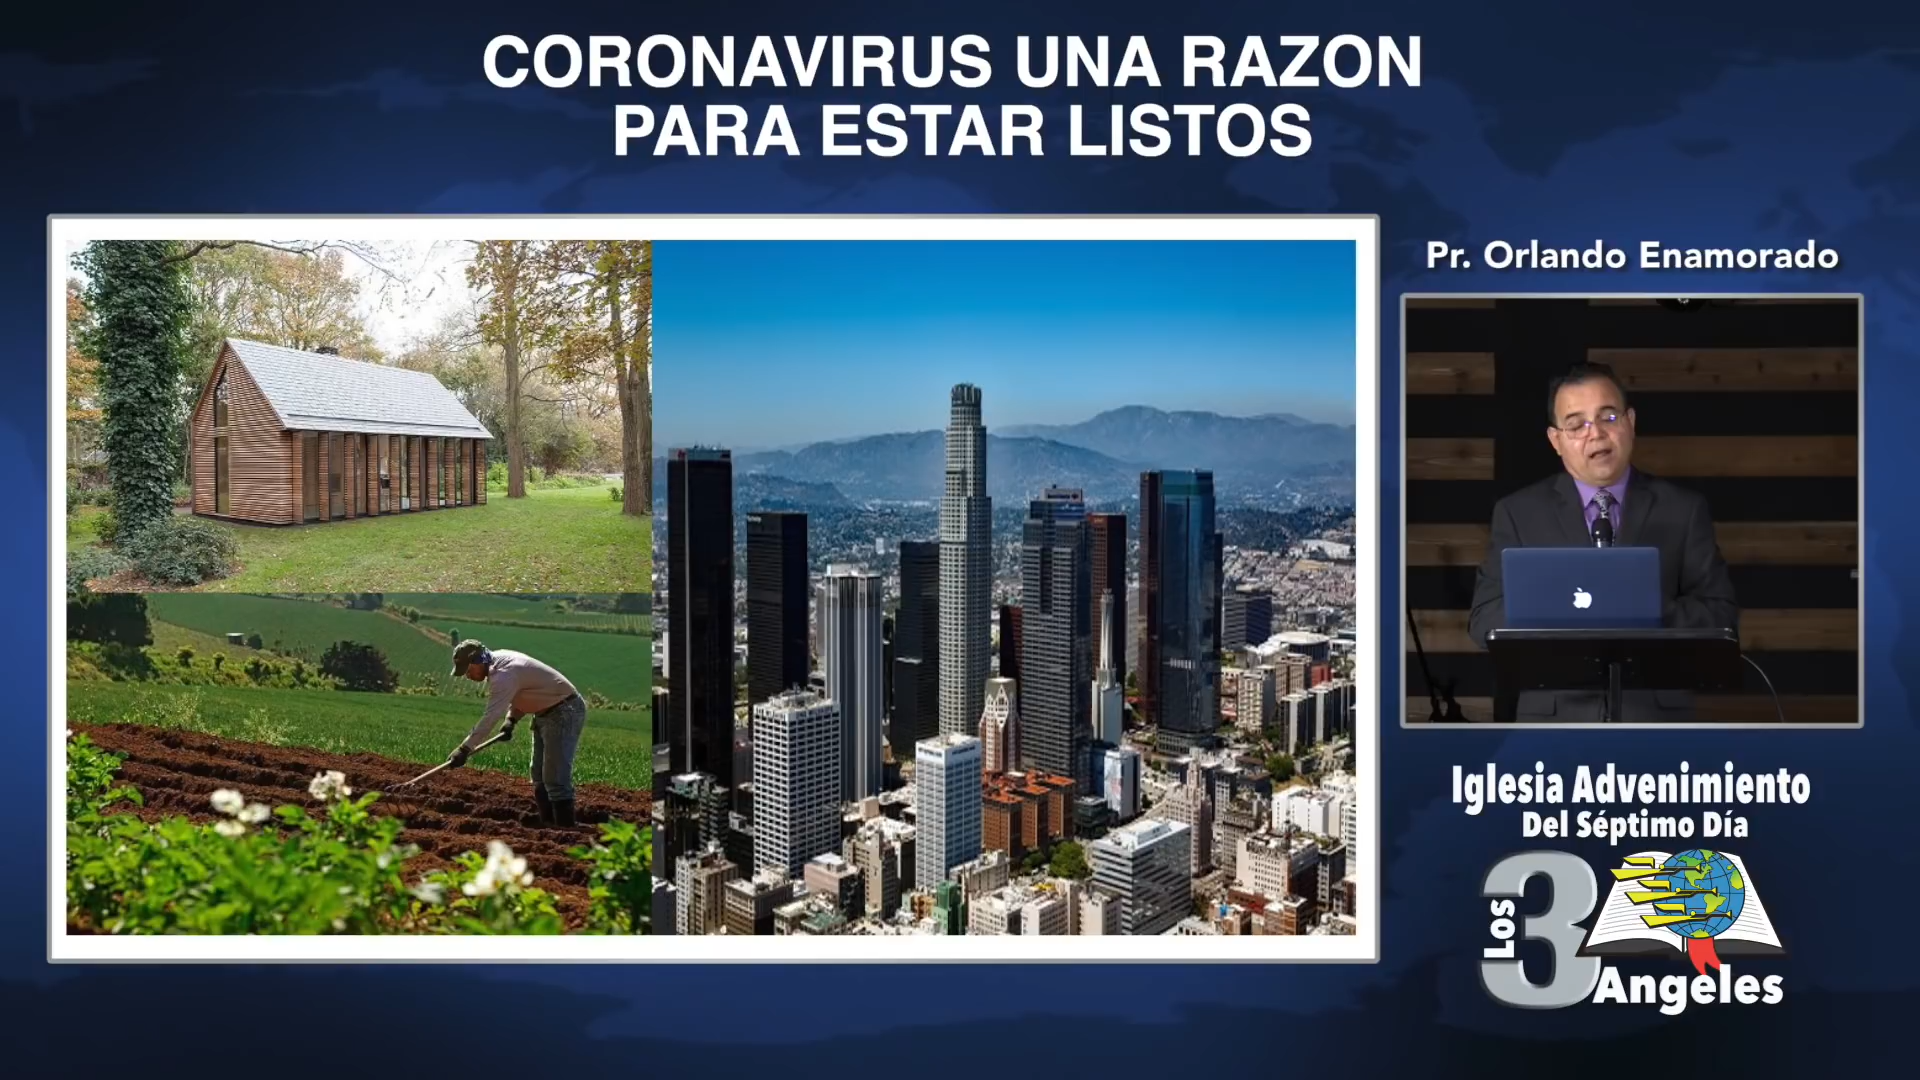 CORONAVIRUS UNA RAZON
PARA ESTAR LISTOS
Pr. Orlando Enamorado
Iglesia Advenimiento
Del Séptimo Día
Los
3
Angeles